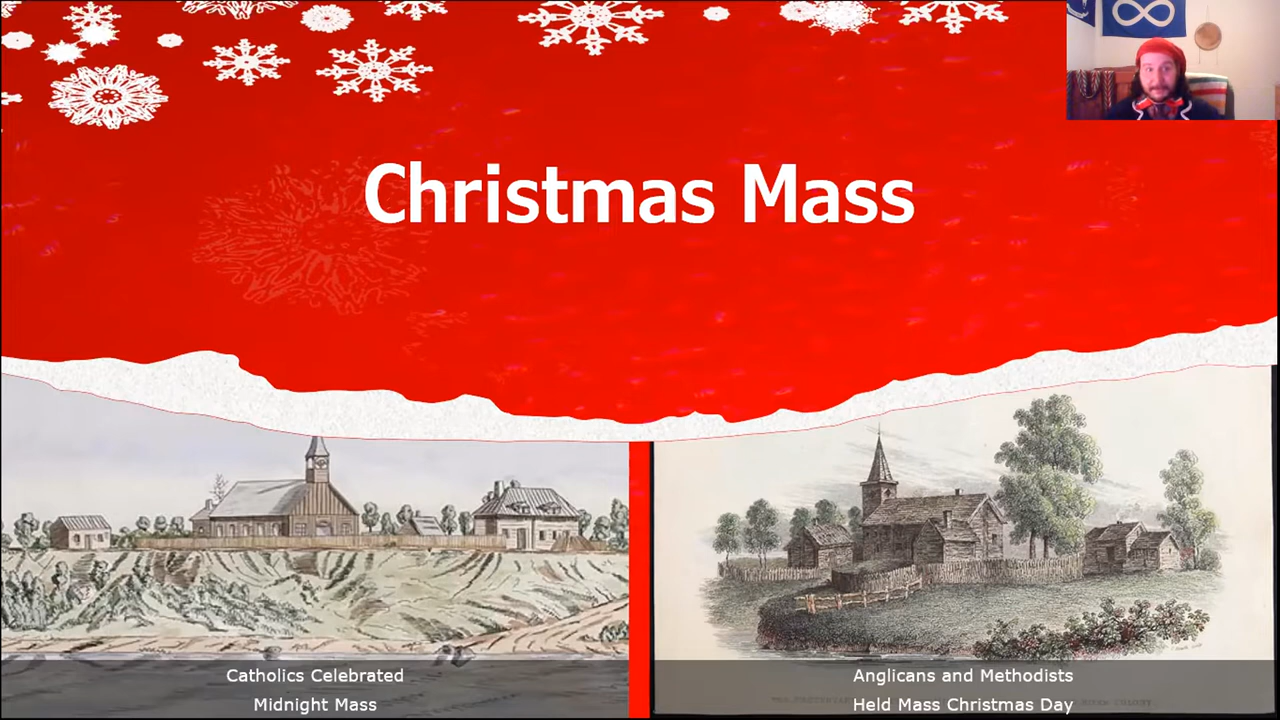 Christmas Mass
Catholics Celebrated
Midnight Mass
Anglicans and Methodists
Held Mass Christmas Day